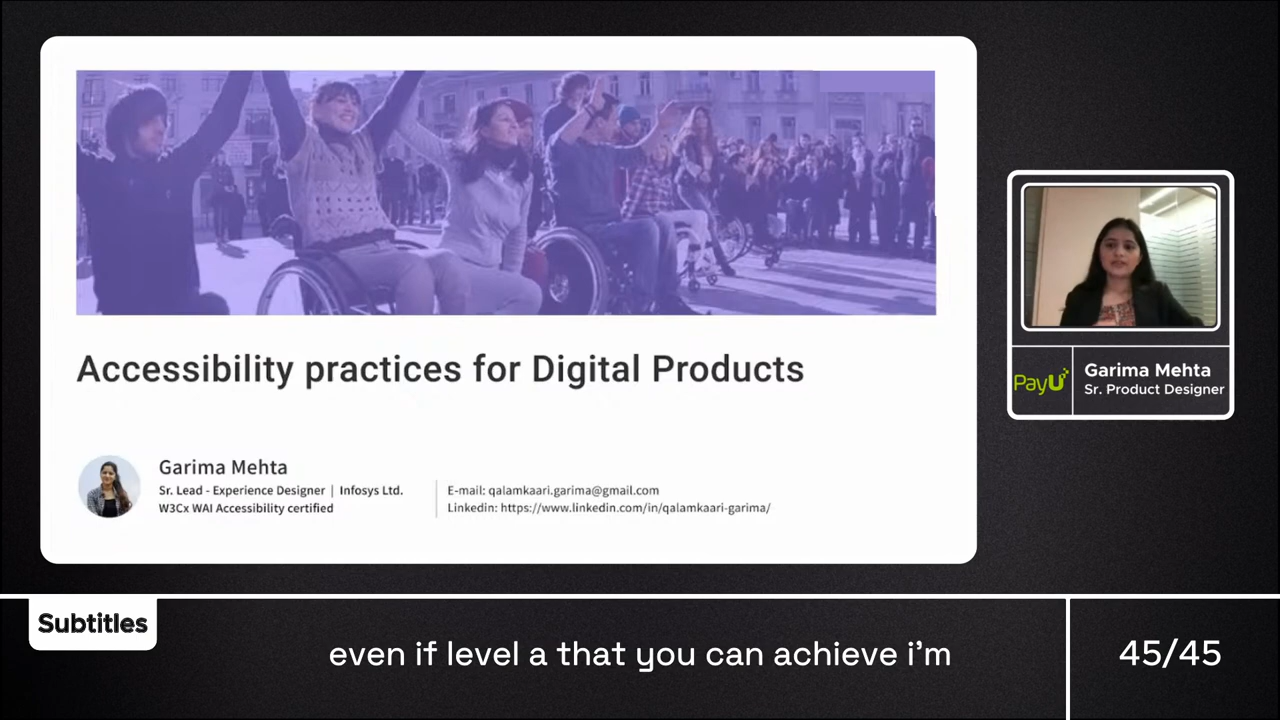 Accessibility practices for Digital Products
Garima Mehta
Sr. Lead - Experience Designer | Infosys Ltd.
W3Cx WAI Accessibility certified
E-mail: qalamkaari.garima@gmail.com
Linkedin: https://www.linkedin.com/in/qalamkaari-garima/
PayU
Garima Mehta
Sr. Product Designer
Subtitles
even if level a that you can achieve i'm
45/45